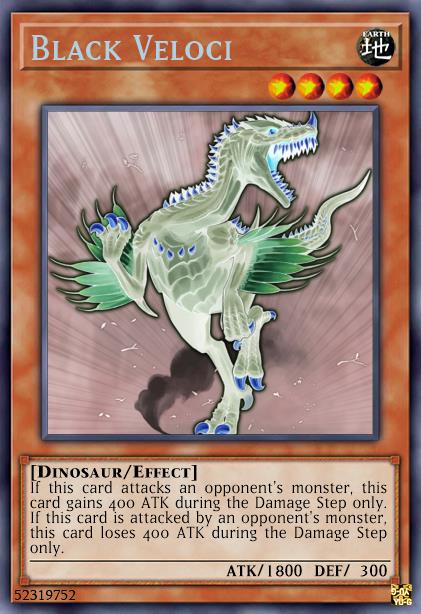 Black Veloci
EARTH
地
[Dinosaur/Effect]
If this card attacks an opponent's monster, this
card gains 400 ATK during the Damage Step only.
If this card is attacked by an opponent's monster,
this card loses 400 ATK during the Damage Step
only.
ATK/1800 DEF/ 300
52319752